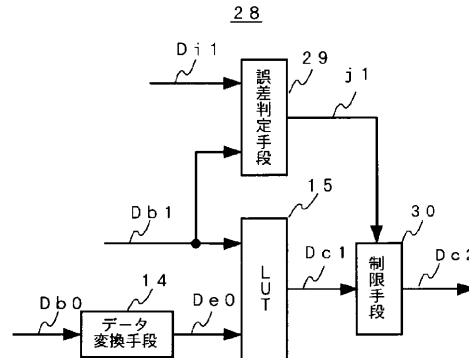 28
Di1
29
j1
誤差判定手段
Db1
15
30
LUT
Dc1
制限手段
Dc2
Db0
14
データ
変換手段
De0